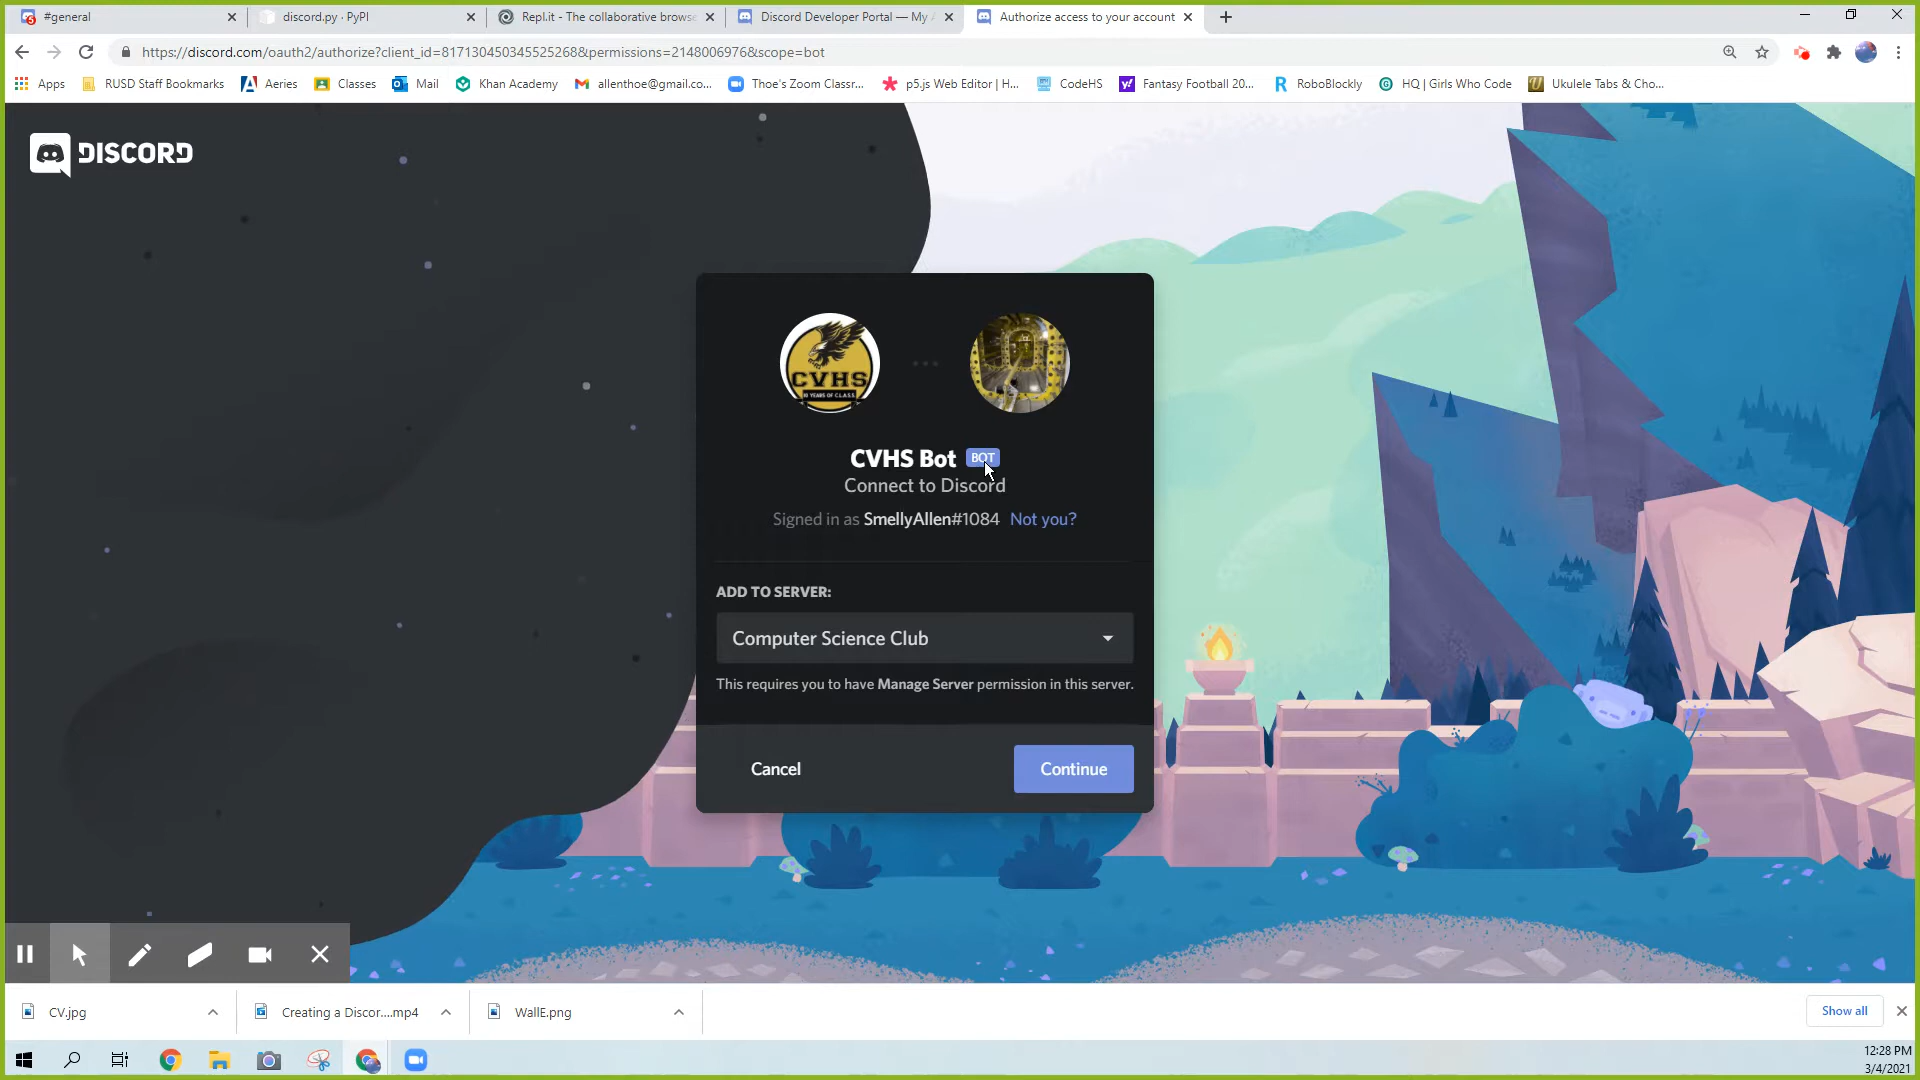 #general
discord.py · PyPI
Repl.it - The collaborative browse
Discord Developer Portal — My A
Authorize access to your account
https://discord.com/oauth2/authorize?client_id=817130450345525268&permissions=2148006976&scope=bot
Apps
RUSD Staff Bookmarks
Aeries
Classes
Mail
Khan Academy
allenthoe@gmail.co...
Thoe's Zoom Classr...
p5.js Web Editor | H...
CodeHS
Fantasy Football 20...
RoboBlockly
HQ | Girls Who Code
Ukulele Tabs & Cho...
DISCORD
CVHS
CVHS Bot BOT
Connect to Discord
Signed in as SmellyAllen#1084 Not you?
ADD TO SERVER:
Computer Science Club
This requires you to have Manage Server permission in this server.
Cancel
Continue
CV.jpg
Creating a Discor....mp4
WallE.png
Show all
12:28 PM
3/4/2021